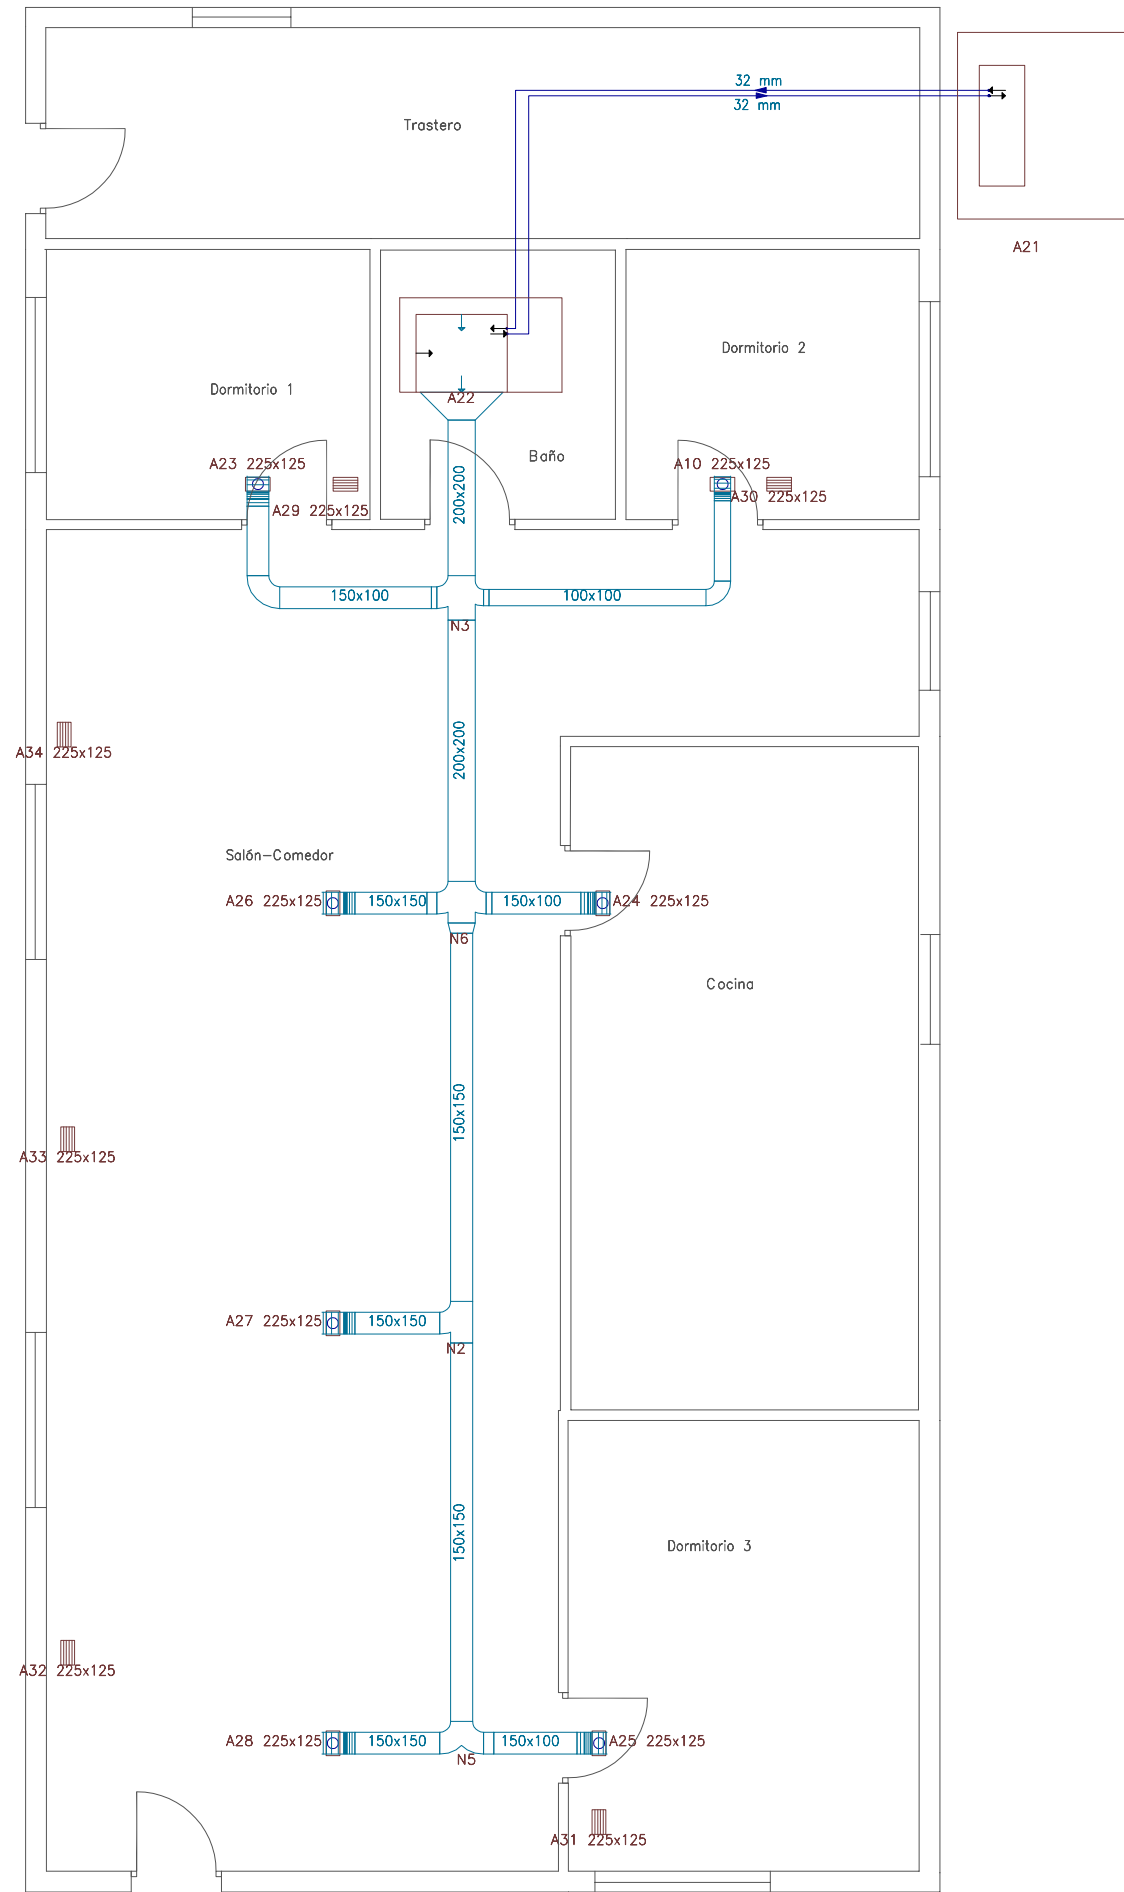 32 mm
32 mm
Trastero
A21
Dormitorio 2
Dormitorio 1
A22
Baño
A23 225x125
A10 225x125
200x200
A30 225x125
A29 225x125
150x100
100x100
N3
200x200
A34 225x125
Salón-Comedor
A26 225x125
150x150
150x100
A24 225x125
N6
Cocina
150x150
A33 225x125
A27 225x125
150x150
N2
150x150
Dormitorio 3
A32 225x125
A28 225x125
150x150
150x100
A25 225x125
N5
A31 225x125